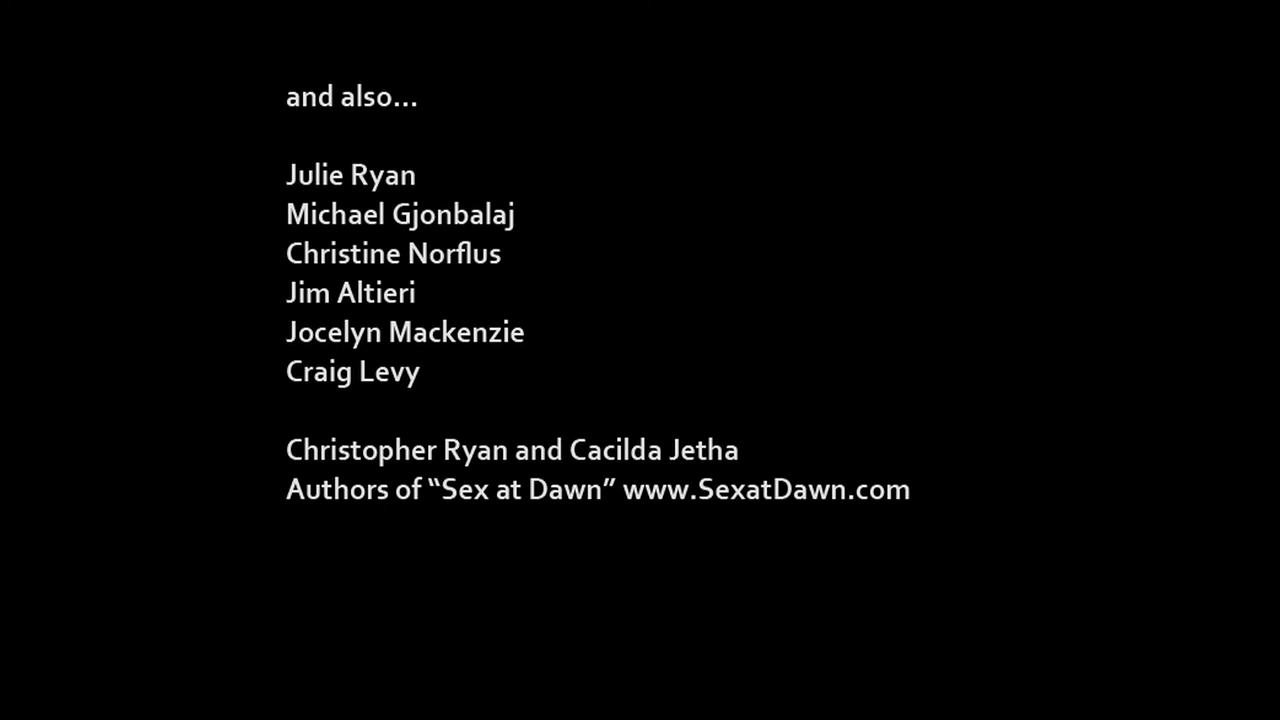 and also...
Julie Ryan
Michael Gjonbalaj
Christine Norflus
Jim Altieri
Jocelyn Mackenzie
Craig Levy
Christopher Ryan and Cacilda Jetha
Authors of “Sex at Dawn” www.SexatDawn.com